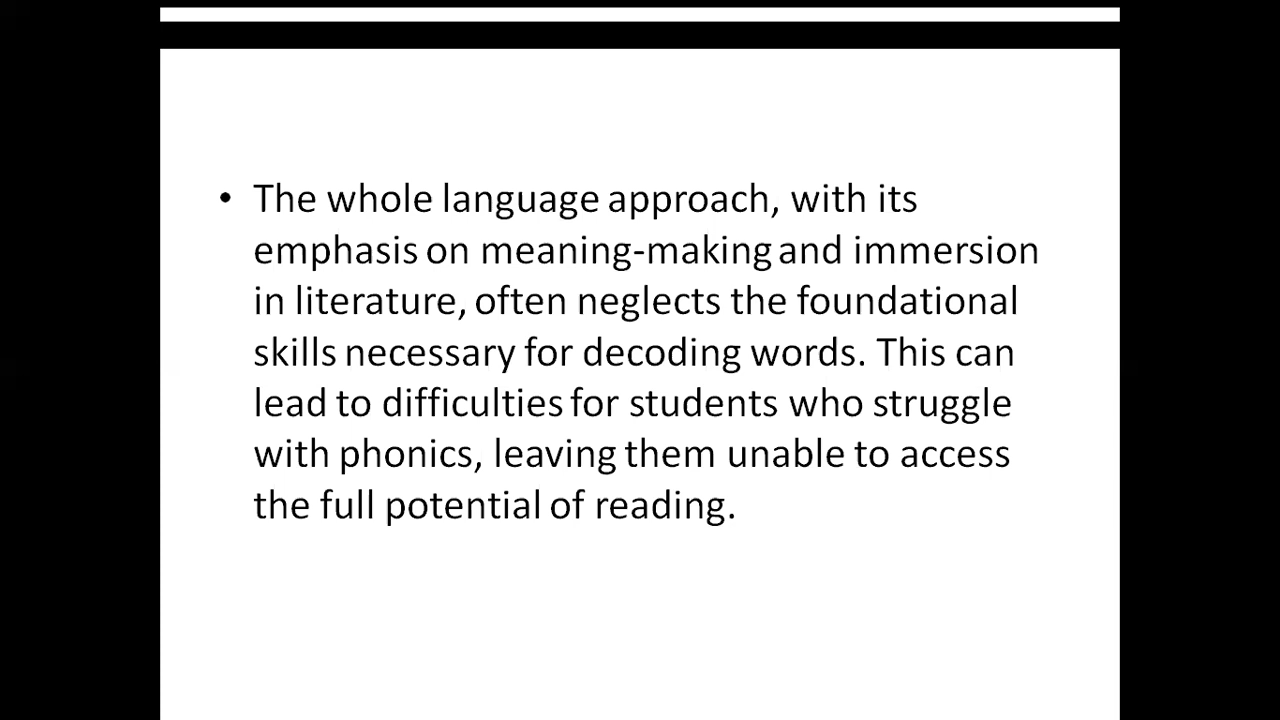 • The whole language approach, with its
emphasis on meaning-making and immersion
in literature, often neglects the foundational
skills necessary for decoding words. This can
lead to difficulties for students who struggle
with phonics, leaving them unable to access
the full potential of reading.